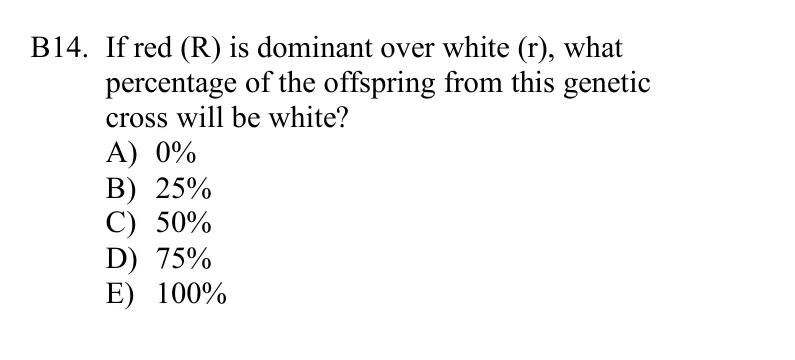 B14. If red (R) is dominant over white (r), what
percentage of the offspring from this genetic
cross will be white?
A) 0%
B) 25%
C) 50%
D) 75%
E) 100%